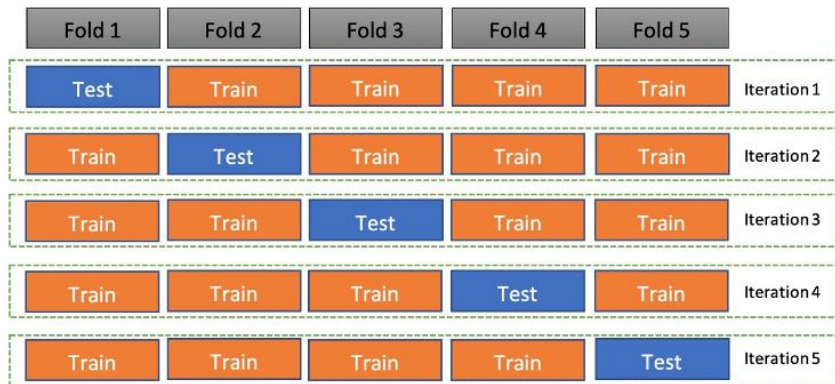 Fold 1 Fold 2 Fold 3 Fold 4 Fold 5
Test Train Train Train Train Iteration 1
Train Test Train Train Train Iteration 2
Train Train Test Train Train Iteration 3
Train Train Train Test Train Iteration 4
Train Train Train Train Test Iteration 5